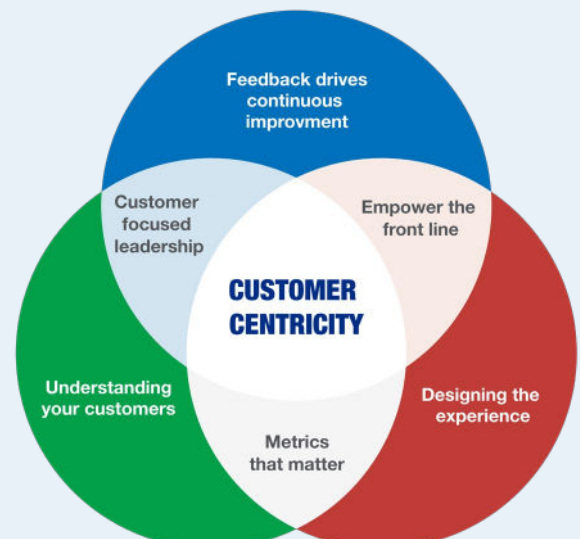 Feedback drives
continuous
improvment
Customer
focused
leadership
Empower the
front line
CUSTOMER
CENTRICITY
Understanding
your customers
Designing the
experience
Metrics
that matter